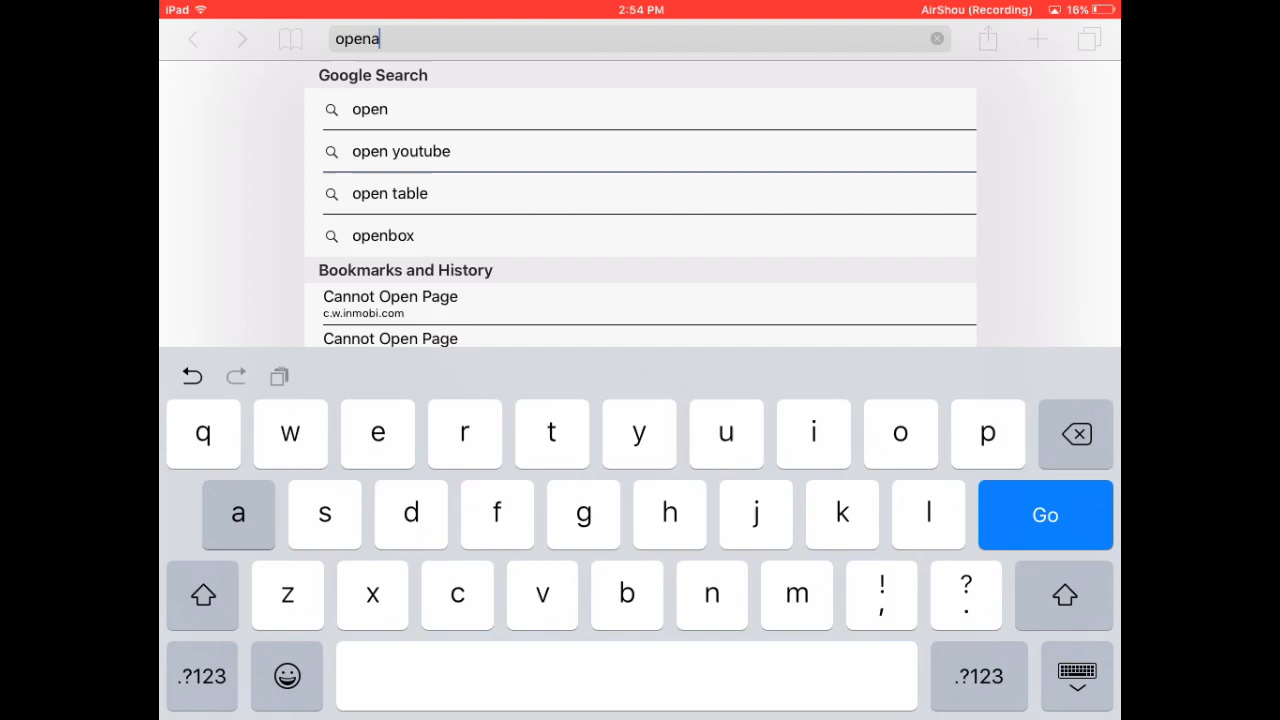 iPad 2:54 PM AirShou (Recording) 16%
opena
Google Search
open
open youtube
open table
openbox
Bookmarks and History
Cannot Open Page
c.w.inmobi.com
Cannot Open Page
q w e r t y u i o p
a s d f g h j k l Go
z x c v b n m ! , ? .
.?123 .?123